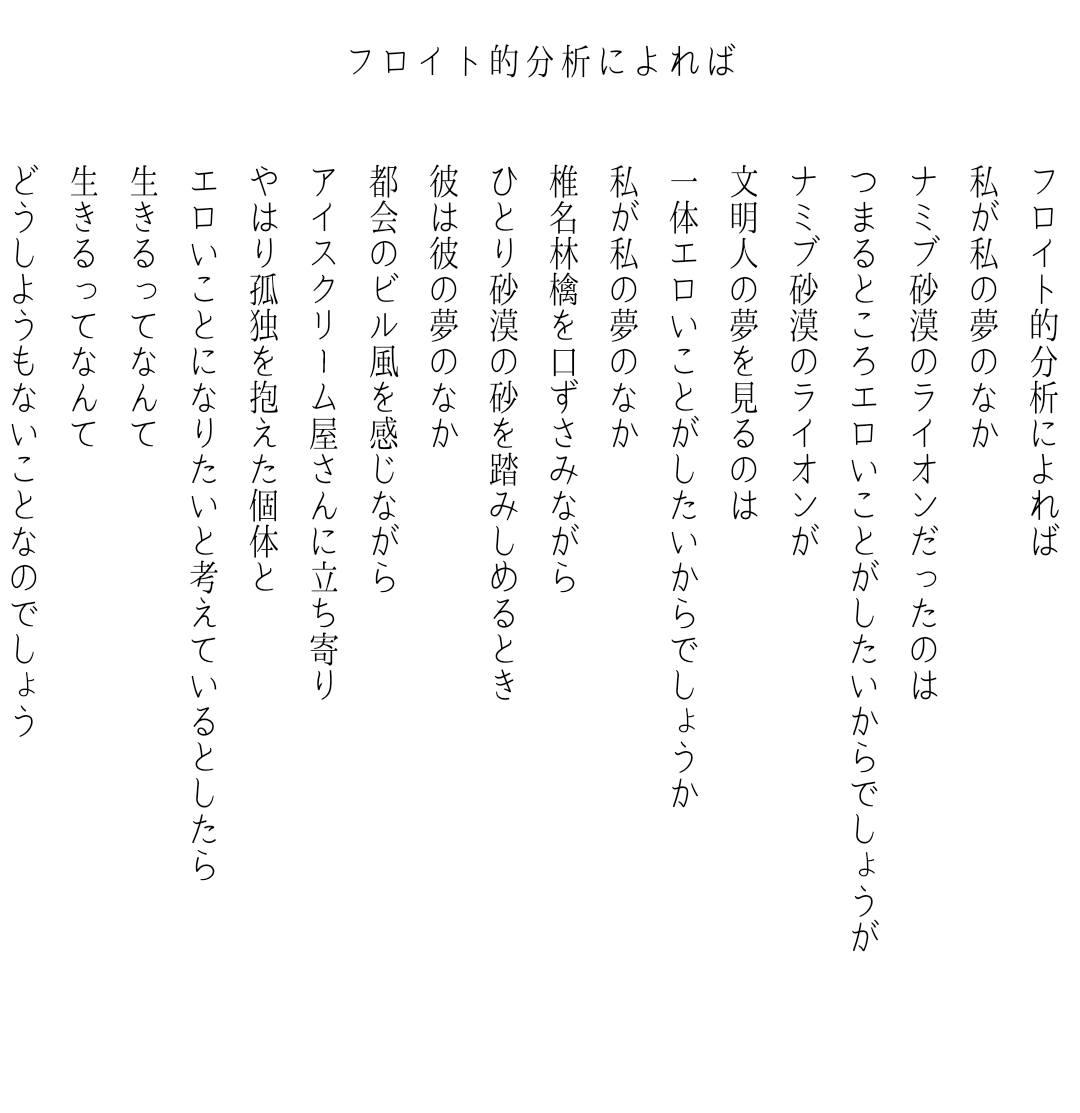 フロイト的分析によれば
フロイト的分析によれば
私が私の夢のなか
ナミブ砂漠のライオンだったのは
つまるところエロいことがしたいからでしょうが
ナミブ砂漠のライオンが
文明人の夢を見るのは
一体エロいことがしたいからでしょうか
私が私の夢のなか
椎名林檎を口ずさみながら
ひとり砂漠の砂を踏みしめるとき
彼は彼の夢のなか
都会のビル風を感じながら
アイスクリーム屋さんに立ち寄り
やはり孤独を抱えた個体と
エロいことになりたいと考えているとしたら
生きるってなんて
生きるってなんて
どうしようもないことなのでしょう